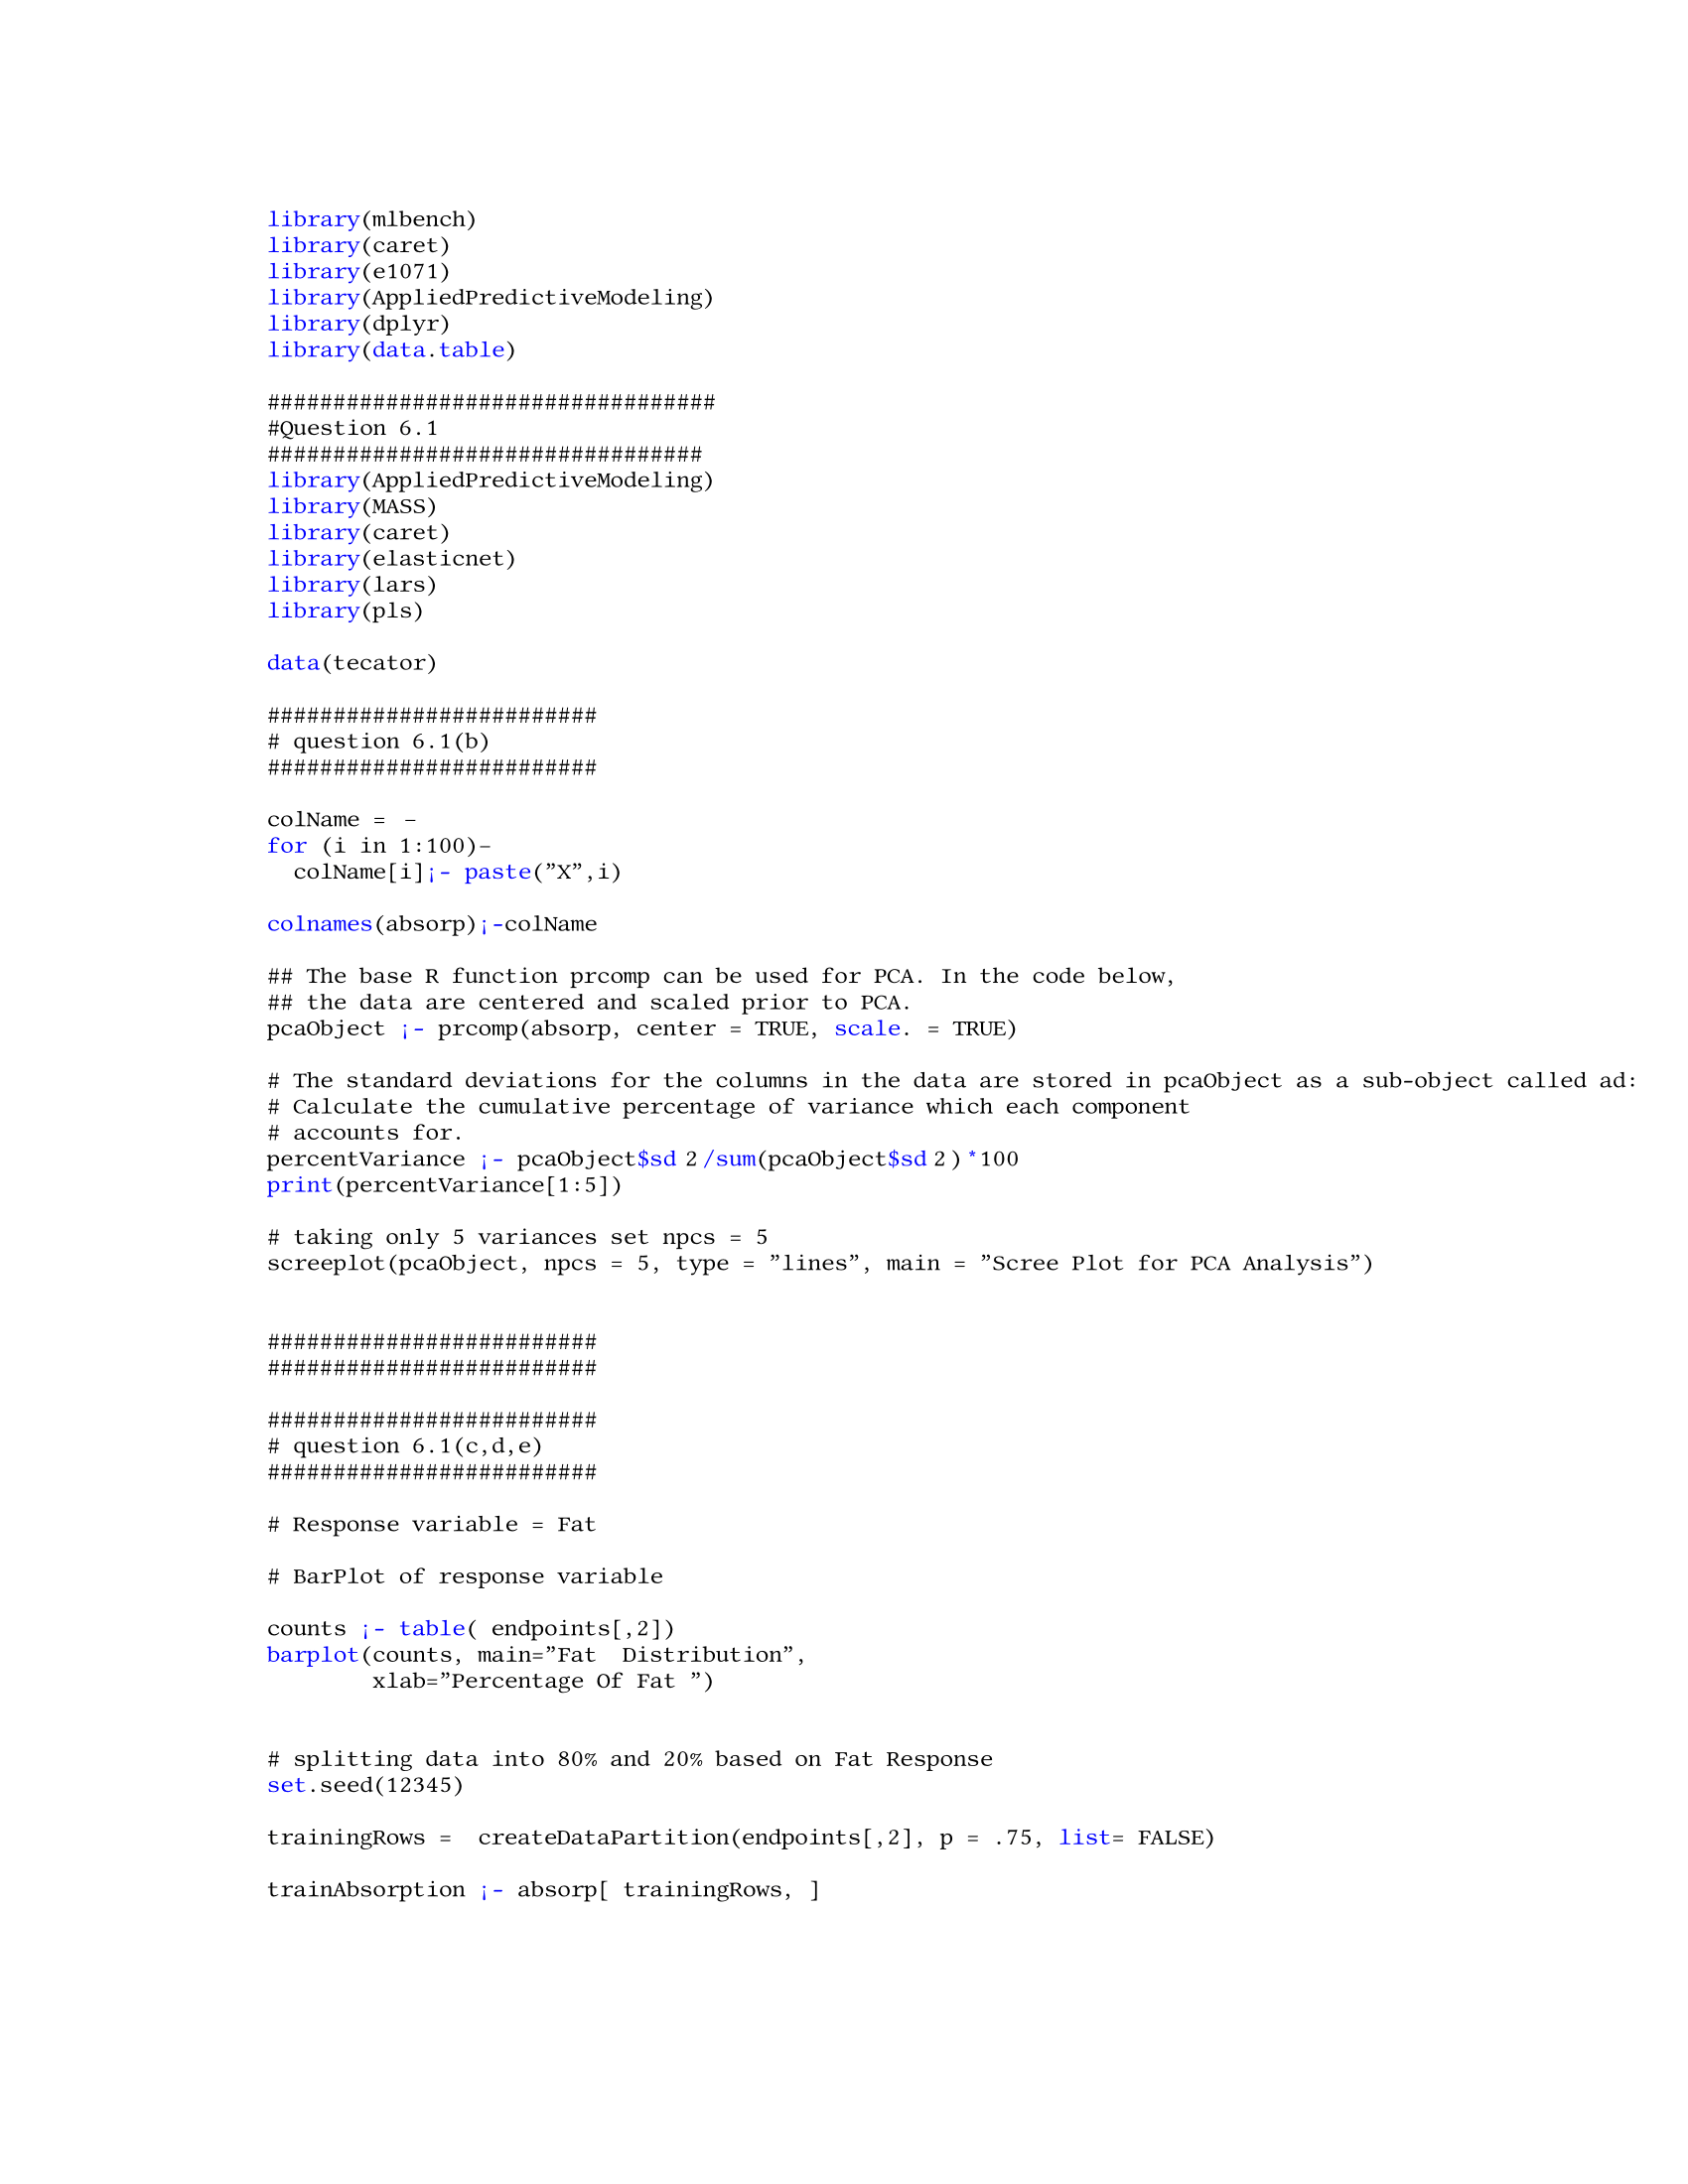 library(mlbench)
library(caret)
library(e1071)
library(AppliedPredictiveModeling)
library(dplyr)
library(data.table)
##################################
#Question 6.1
#################################
library(AppliedPredictiveModeling)
library(MASS)
library(caret)
library(elasticnet)
library(lars)
library(pls)
data(tecator)
#########################
# question 6.1(b)
#########################
colName = –
for (i in 1:100)–
  colName[i]¡- paste(”X”,i)
colnames(absorp)¡-colName
## The base R function prcomp can be used for PCA. In the code below,
## the data are centered and scaled prior to PCA.
pcaObject ¡- prcomp(absorp, center = TRUE, scale. = TRUE)
# The standard deviations for the columns in the data are stored in pcaObject as a sub-object called ad:
# Calculate the cumulative percentage of variance which each component
# accounts for.
percentVariance ¡- pcaObject$sd 2/sum(pcaObject$sd 2)*100
print(percentVariance[1:5])
# taking only 5 variances set npcs = 5
screeplot(pcaObject, npcs = 5, type = ”lines”, main = ”Scree Plot for PCA Analysis”)
#########################
#########################
#########################
# question 6.1(c,d,e)
#########################
# Response variable = Fat
# BarPlot of response variable
counts ¡- table( endpoints[,2])
barplot(counts, main=”Fat  Distribution”,
        xlab=”Percentage Of Fat ”)
# splitting data into 80% and 20% based on Fat Response
set.seed(12345)
trainingRows =  createDataPartition(endpoints[,2], p = .75, list= FALSE)
trainAbsorption ¡- absorp[ trainingRows, ]